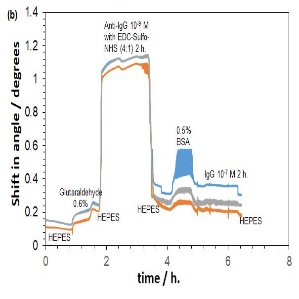 (b)
1.4
1.2
1
0.8
0.6
0.4
0.2
0
Shift in angle / degrees
Anti-IgG 10⁻⁸ M
with EDC-Sulfo-
NHS (4:1) 2 h.
0.5%
BSA
IgG 10⁻⁷ M 2 h.
Glutaraldehyde
0.6%
HEPES
HEPES
HEPES
HEPES
0
2
4
6
8
time / h.